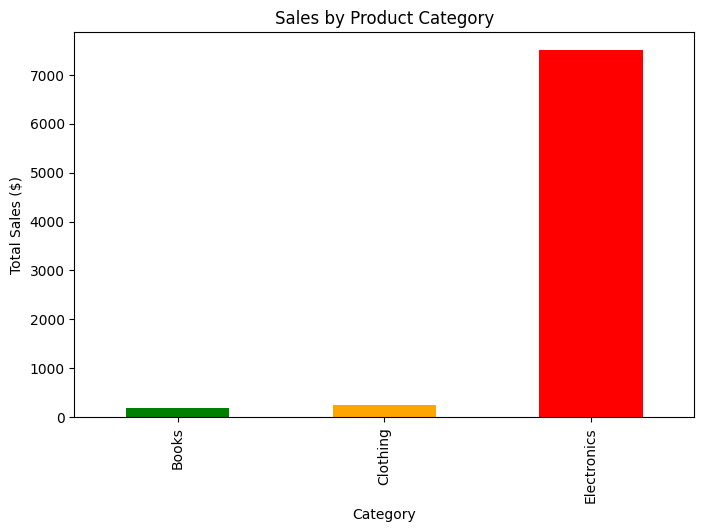 Sales by Product Category
Total Sales ($)
7000
6000
5000
4000
3000
2000
1000
0
Books
Clothing
Electronics
Category